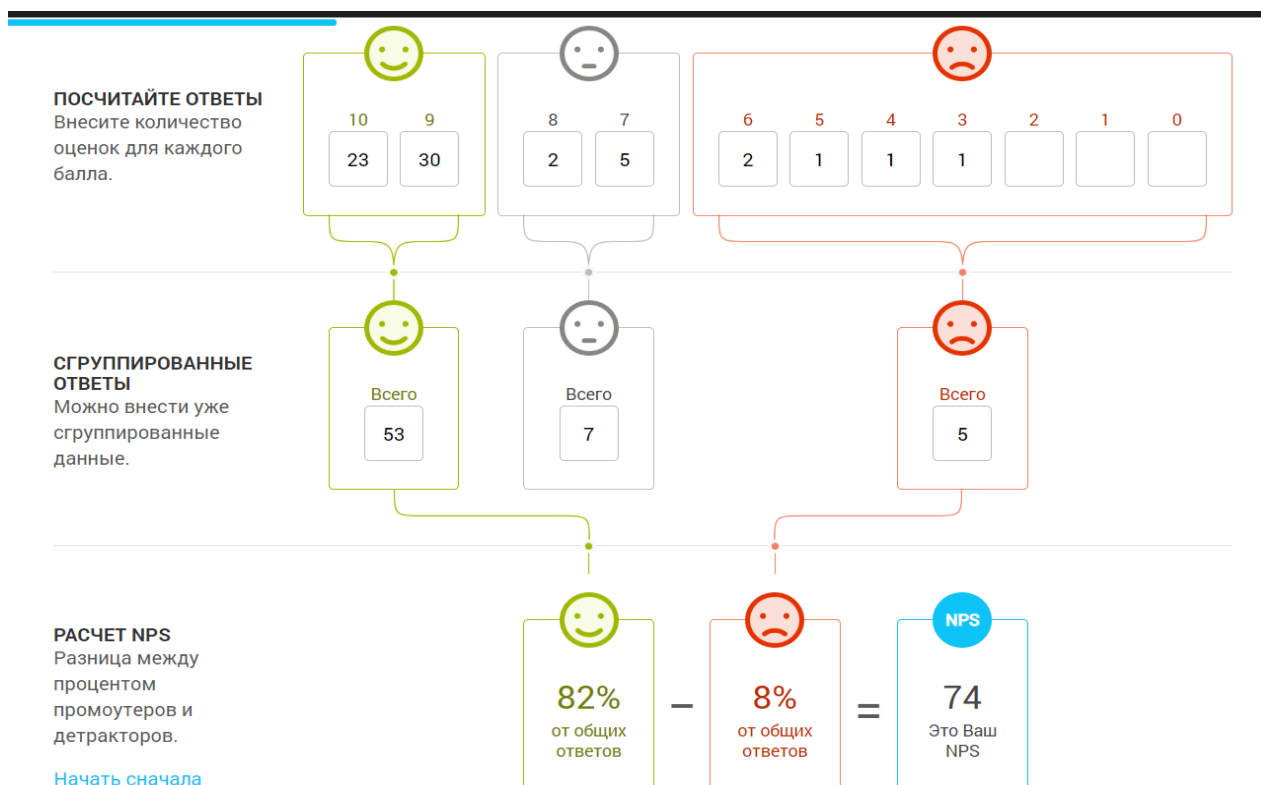 ПОСЧИТАЙТЕ ОТВЕТЫ
Внесите количество
оценок для каждого
балла.
10 9
23 30
8 7
2 5
6 5 4 3 2 1 0
2 1 1 1
СГРУППИРОВАННЫЕ
ОТВЕТЫ
Можно внести уже
сгруппированные
данные.
Всего
53
Всего
7
Всего
5
РАСЧЕТ NPS
Разница между
процентом
промоутеров и
детракторов.
Начать сначала
82%
от общих
ответов
–
8%
от общих
ответов
=
NPS
74
Это Ваш
NPS